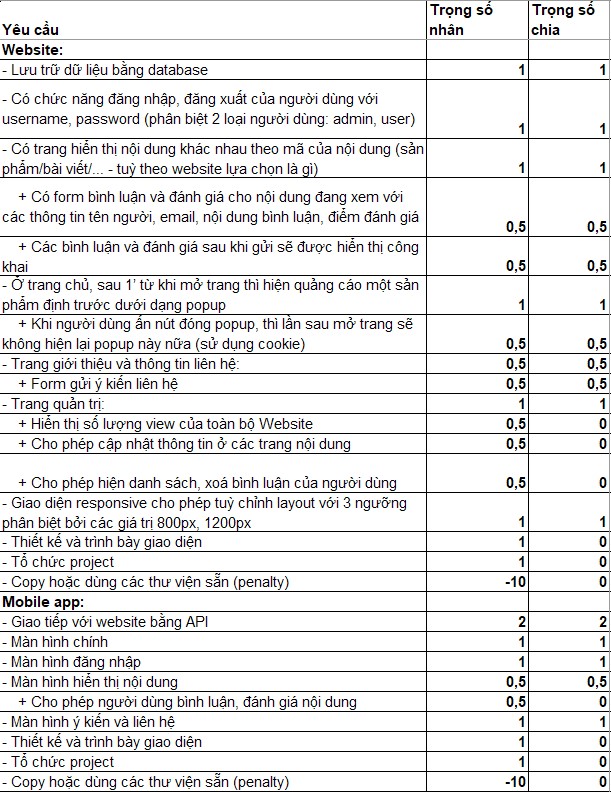 Yêu cầu Trọng số nhân Trọng số chia
Website:
- Lưu trữ dữ liệu bằng database 1 1
- Có chức năng đăng nhập, đăng xuất của người dùng với
username, password (phân biệt 2 loại người dùng: admin, user) 1 1
- Có trang hiển thị nội dung khác nhau theo mã của nội dung (sản
phẩm/bài viết/... - tuỳ theo website lựa chọn là gì) 1 1
+ Có form bình luận và đánh giá cho nội dung đang xem với
các thông tin tên người, email, nội dung bình luận, điểm đánh giá 0,5 0,5
+ Các bình luận và đánh giá sau khi gửi sẽ được hiển thị công
khai 0,5 0,5
- Ở trang chủ, sau 1’ từ khi mở trang thì hiện quảng cáo một sản
phẩm định trước dưới dạng popup 1 1
+ Khi người dùng ấn nút đóng popup, thì lần sau mở trang sẽ
không hiện lại popup này nữa (sử dụng cookie) 0,5 0,5
- Trang giới thiệu và thông tin liên hệ: 0,5 0,5
+ Form gửi ý kiến liên hệ 0,5 0,5
- Trang quản trị: 1 1
+ Hiển thị số lượng view của toàn bộ Website 0,5 0
+ Cho phép cập nhật thông tin ở các trang nội dung 0,5 0
+ Cho phép hiện danh sách, xoá bình luận của người dùng 0,5 0
- Giao diện responsive cho phép tuỳ chỉnh layout với 3 ngưỡng
phân biệt bởi các giá trị 800px, 1200px 1 1
- Thiết kế và trình bày giao diện 1 0
- Tổ chức project 1 0
- Copy hoặc dùng các thư viện sẵn (penalty) -10 0
Mobile app:
- Giao tiếp với website bằng API 2 2
- Màn hình chính 1 1
- Màn hình đăng nhập 1 1
- Màn hình hiển thị nội dung 0,5 0,5
+ Cho phép người dùng bình luận, đánh giá nội dung 0,5 0
- Màn hình ý kiến và liên hệ 1 1
- Thiết kế và trình bày giao diện 1 0
- Tổ chức project 1 0
- Copy hoặc dùng các thư viện sẵn (penalty) -10 0